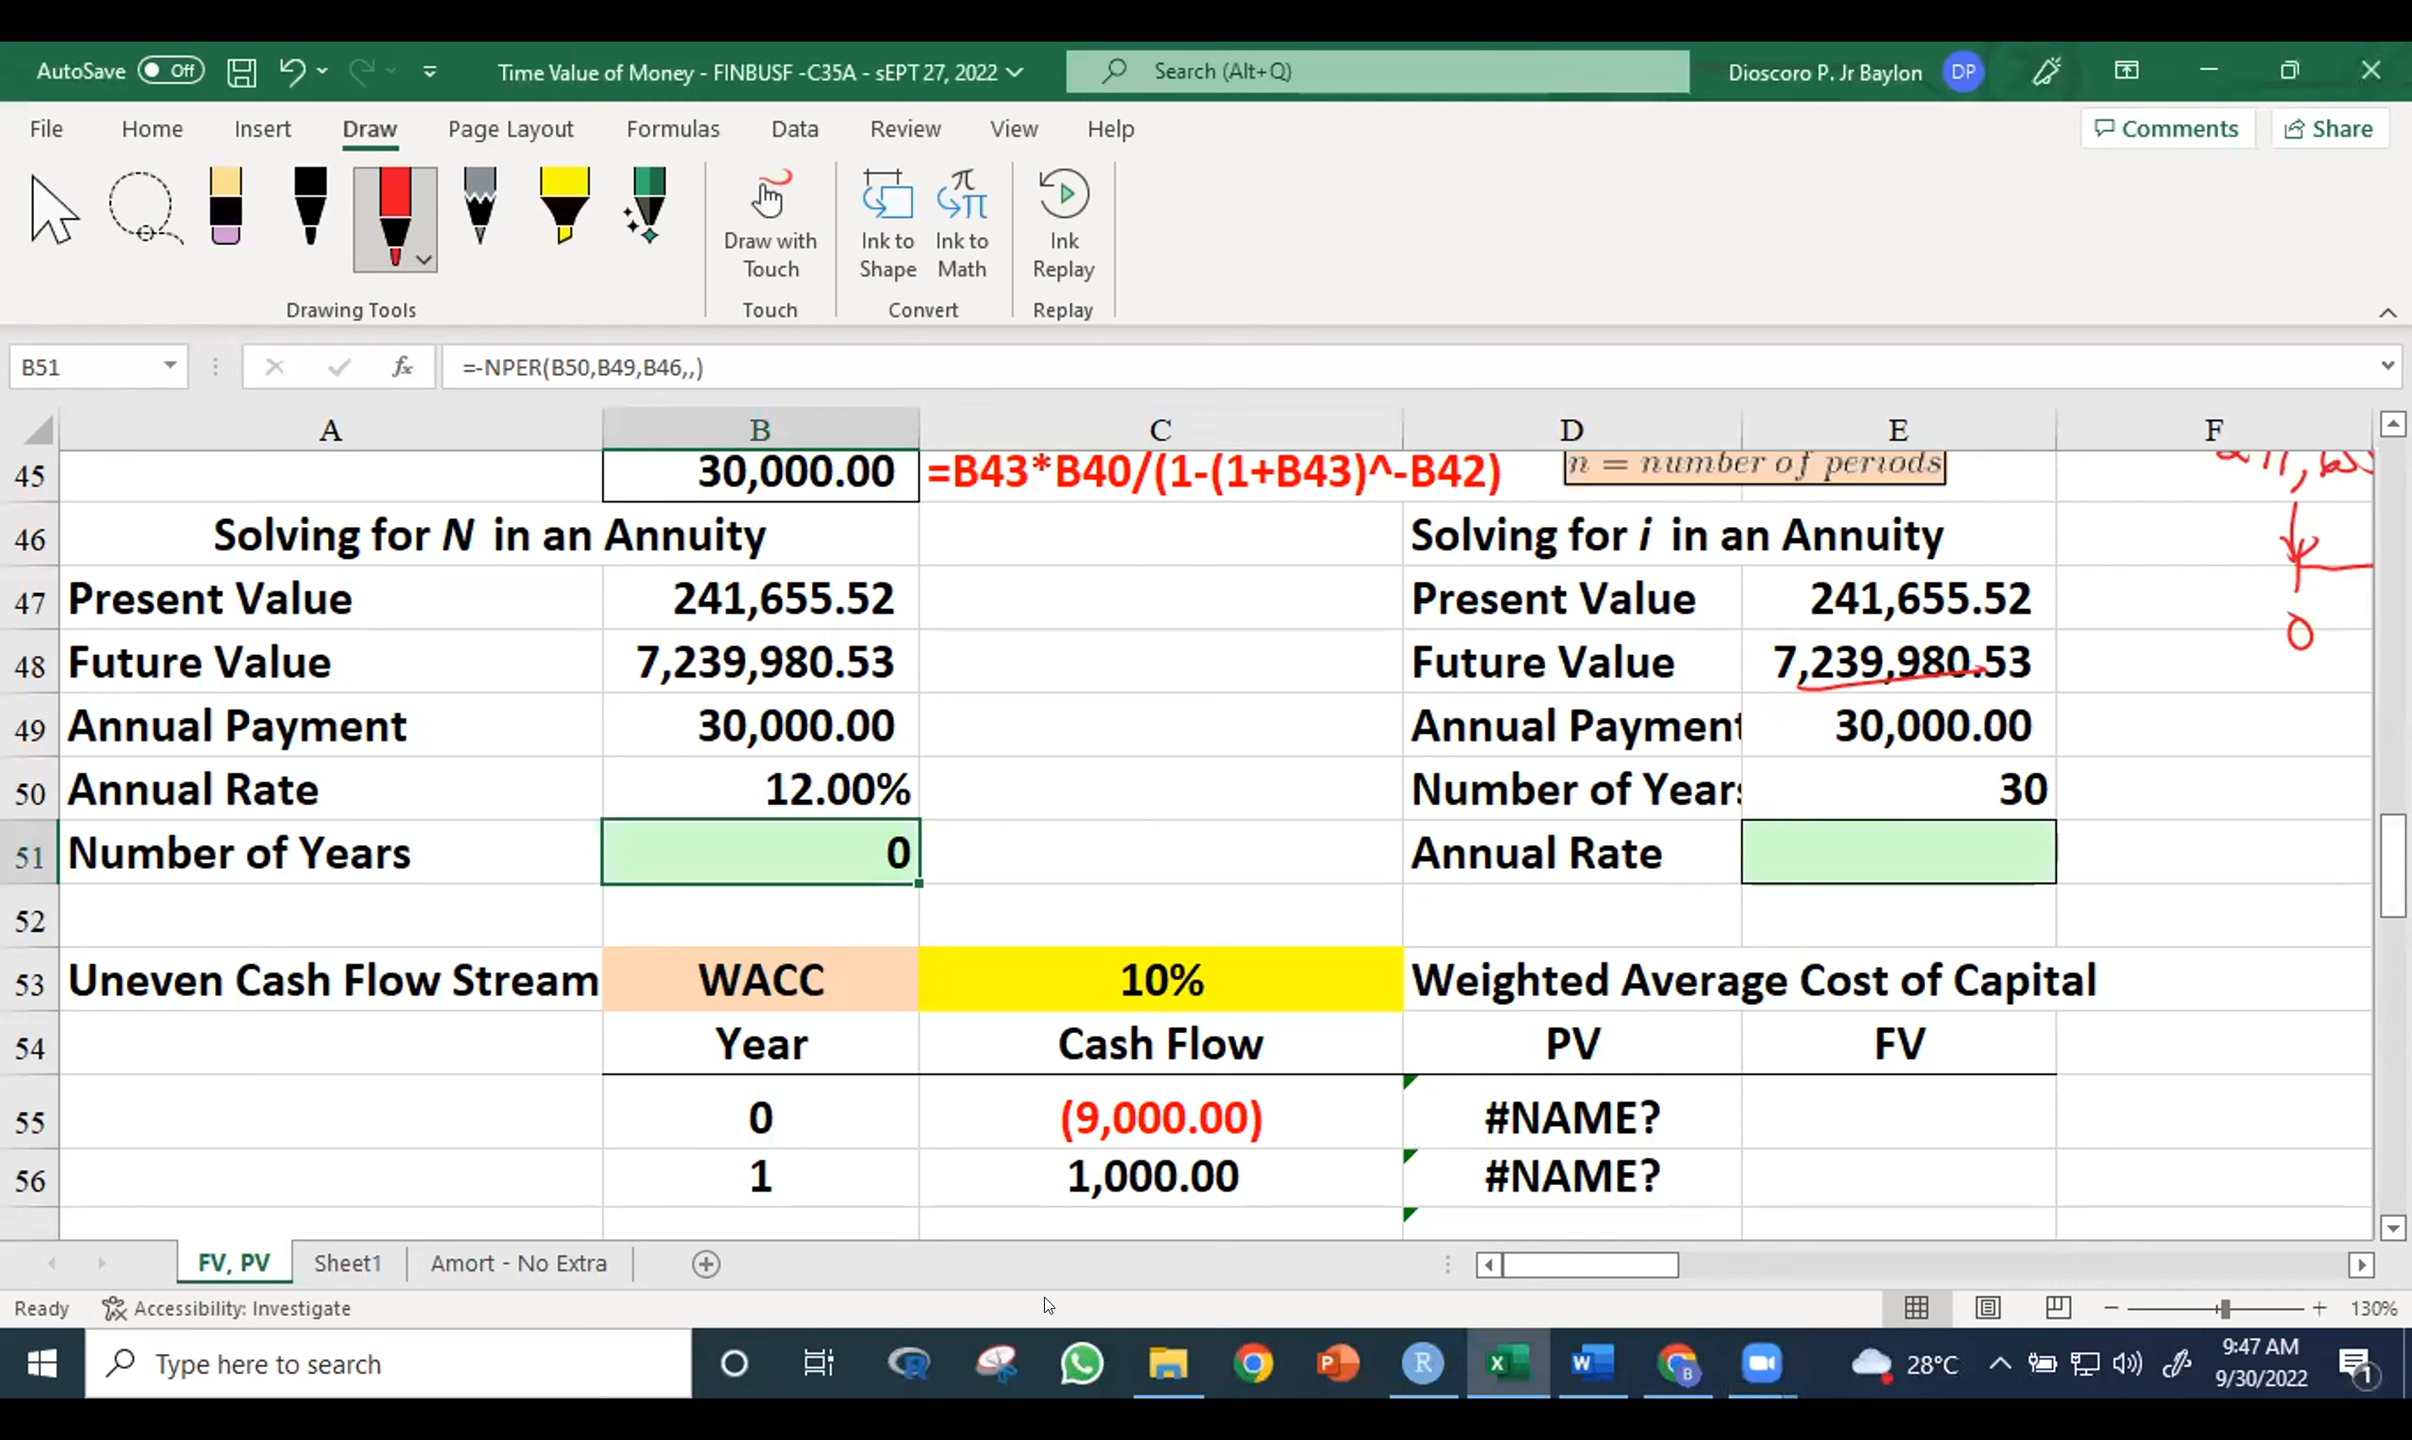 AutoSave Off Time Value of Money - FINBUSF -C35A - sEPT 27, 2022 Search (Alt+Q) Dioscoro P. Jr Baylon DP
File Home Insert Draw Page Layout Formulas Data Review View Help Comments Share
Draw with Touch Ink to Shape Ink to Math Ink Replay
Drawing Tools Touch Convert Replay
B51 fx =-NPER(B50,B49,B46,,)
A B C D E F
45 30,000.00 =B43*B40/(1-(1+B43)^-B42) n = number of periods
46 Solving for N in an Annuity Solving for i in an Annuity
47 Present Value 241,655.52 Present Value 241,655.52
48 Future Value 7,239,980.53 Future Value 7,239,980.53 0
49 Annual Payment 30,000.00 Annual Payment 30,000.00
50 Annual Rate 12.00% Number of Years 30
51 Number of Years 0 Annual Rate
52
53 Uneven Cash Flow Stream WACC 10% Weighted Average Cost of Capital
54 Year Cash Flow PV FV
55 0 (9,000.00) #NAME?
56 1 1,000.00 #NAME?
FV, PV Sheet1 Amort - No Extra
Ready Accessibility: Investigate 130%
Type here to search 28°C 9:47 AM
9/30/2022 1